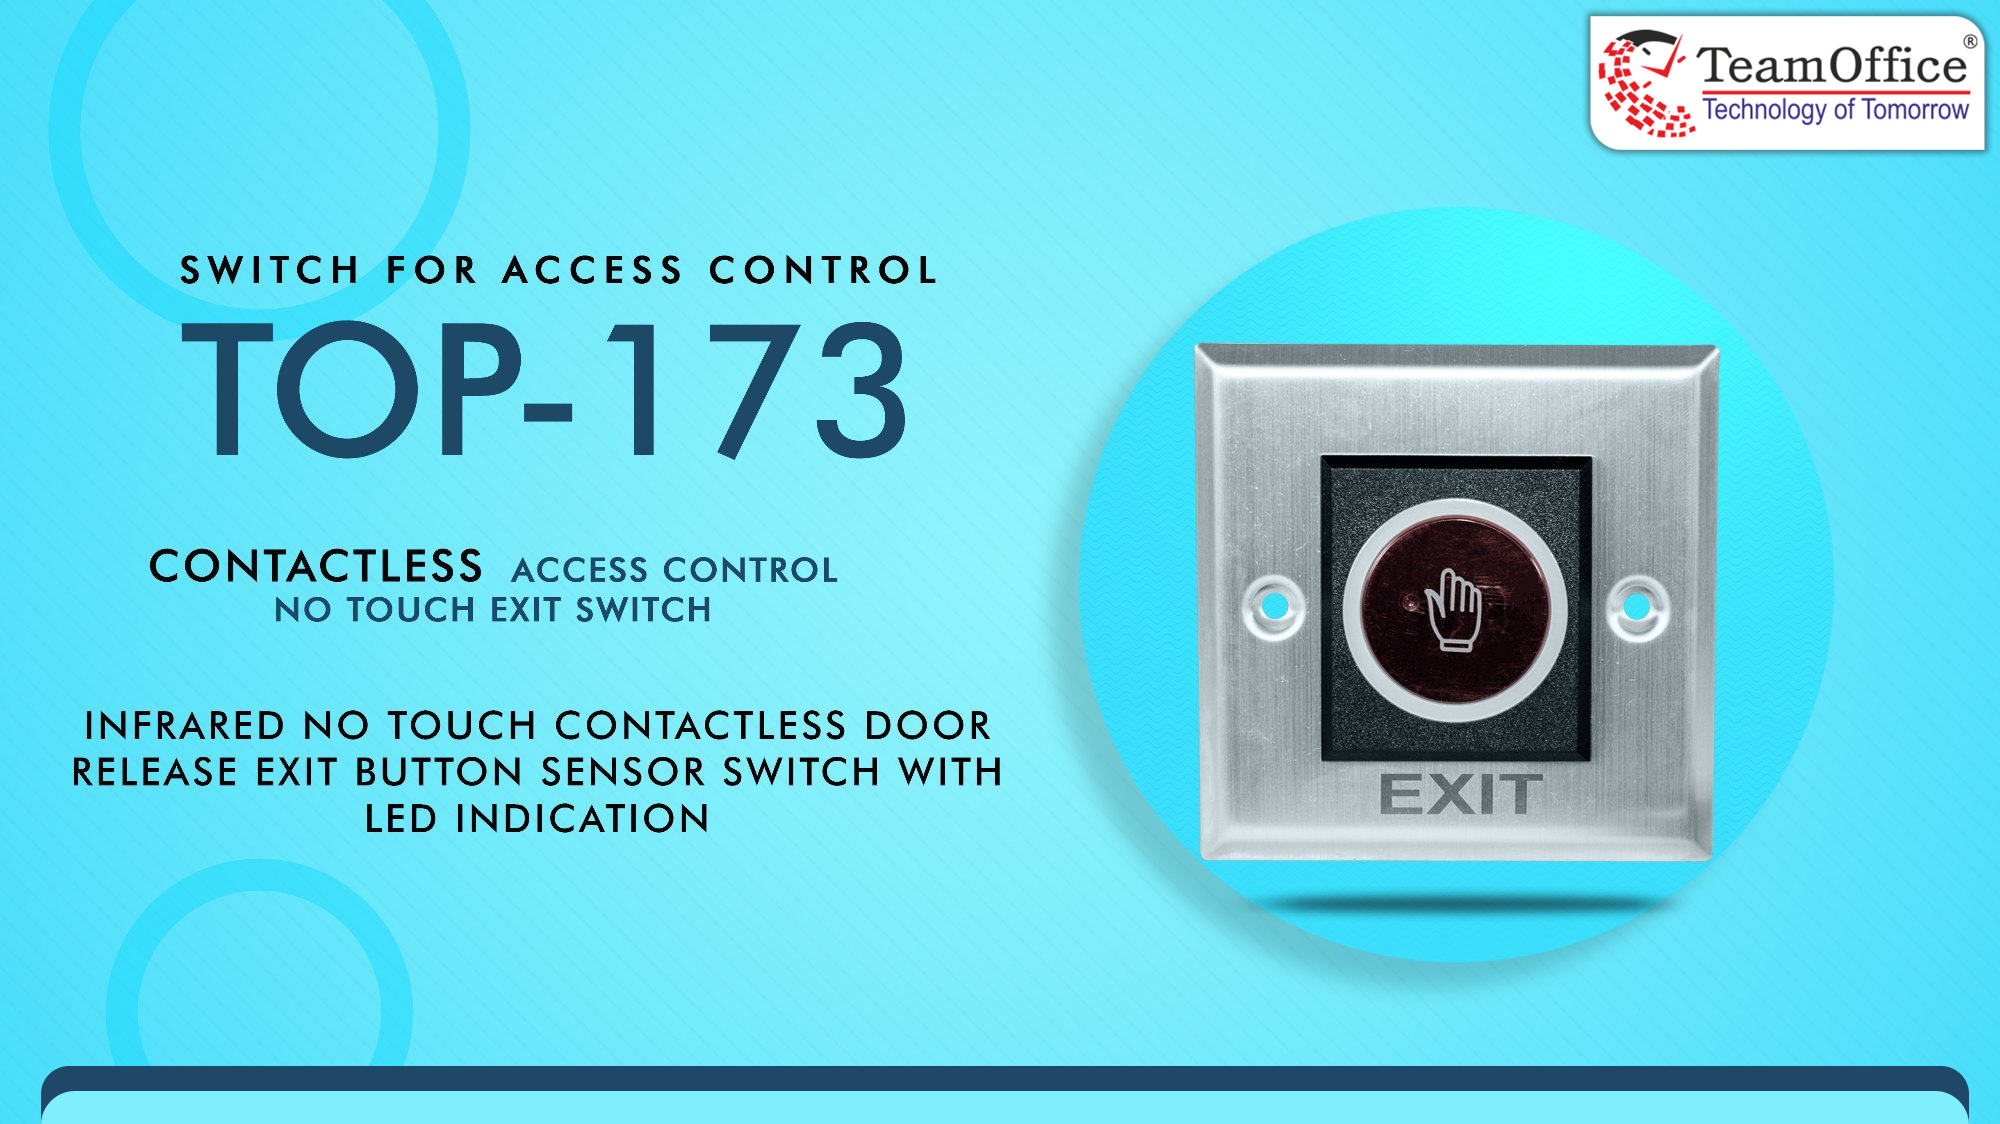 TeamOffice®
Technology of Tomorrow
SWITCH FOR ACCESS CONTROL
TOP-173
CONTACTLESS ACCESS CONTROL
NO TOUCH EXIT SWITCH
INFRARED NO TOUCH CONTACTLESS DOOR
RELEASE EXIT BUTTON SENSOR SWITCH WITH
LED INDICATION
EXIT